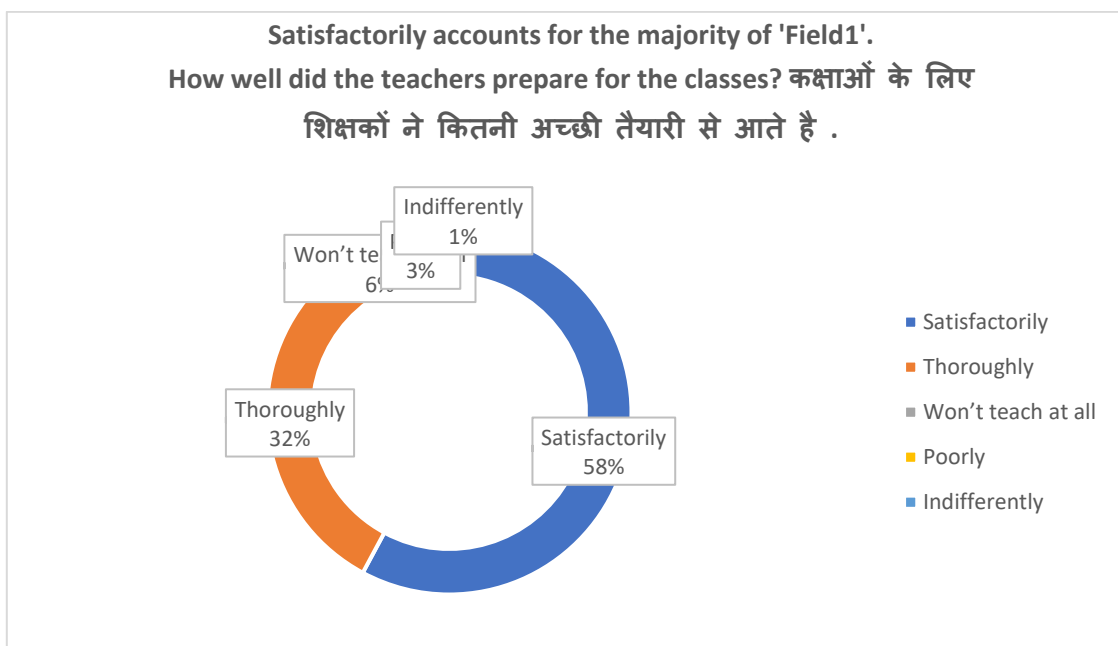 Satisfactorily accounts for the majority of 'Field1'.
How well did the teachers prepare for the classes? कक्षाओं के लिए
शिक्षकों ने कितनी अच्छी तैयारी से आते है .
Indifferently
1%
3%
Won't te
6%
Thoroughly
32%
Satisfactorily
58%
Satisfactorily
Thoroughly
Won't teach at all
Poorly
Indifferently